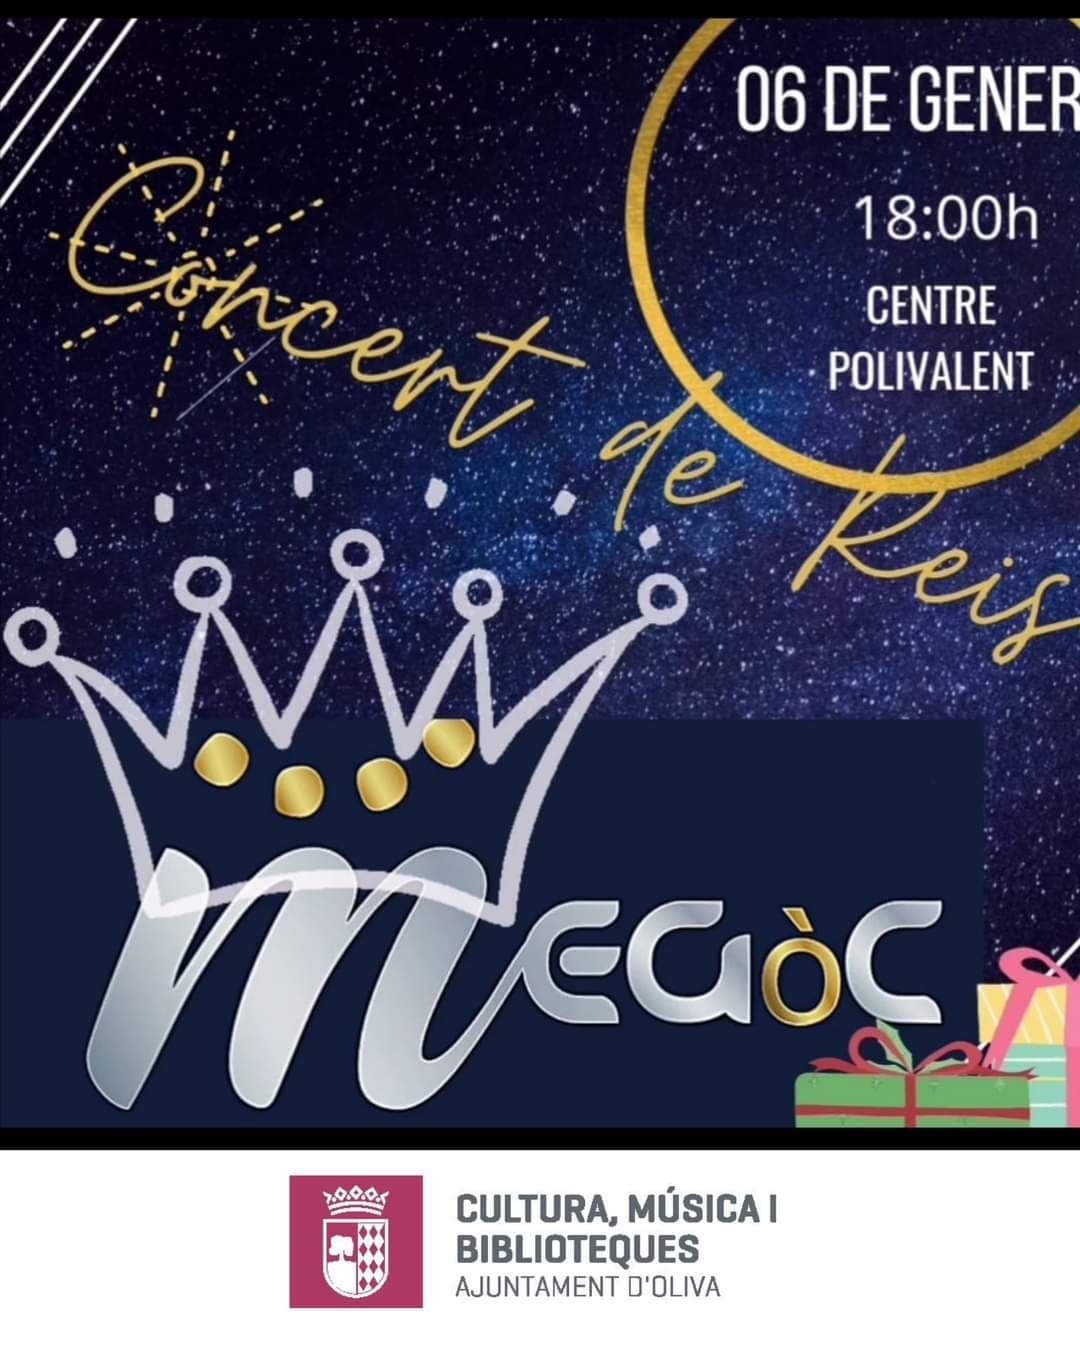 06 DE GENER
18:00h
CENTRE
POLIVALENT
Concert de Reis
MEGÒC
CULTURA, MÚSICA I
BIBLIOTEQUES
AJUNTAMENT D'OLIVA